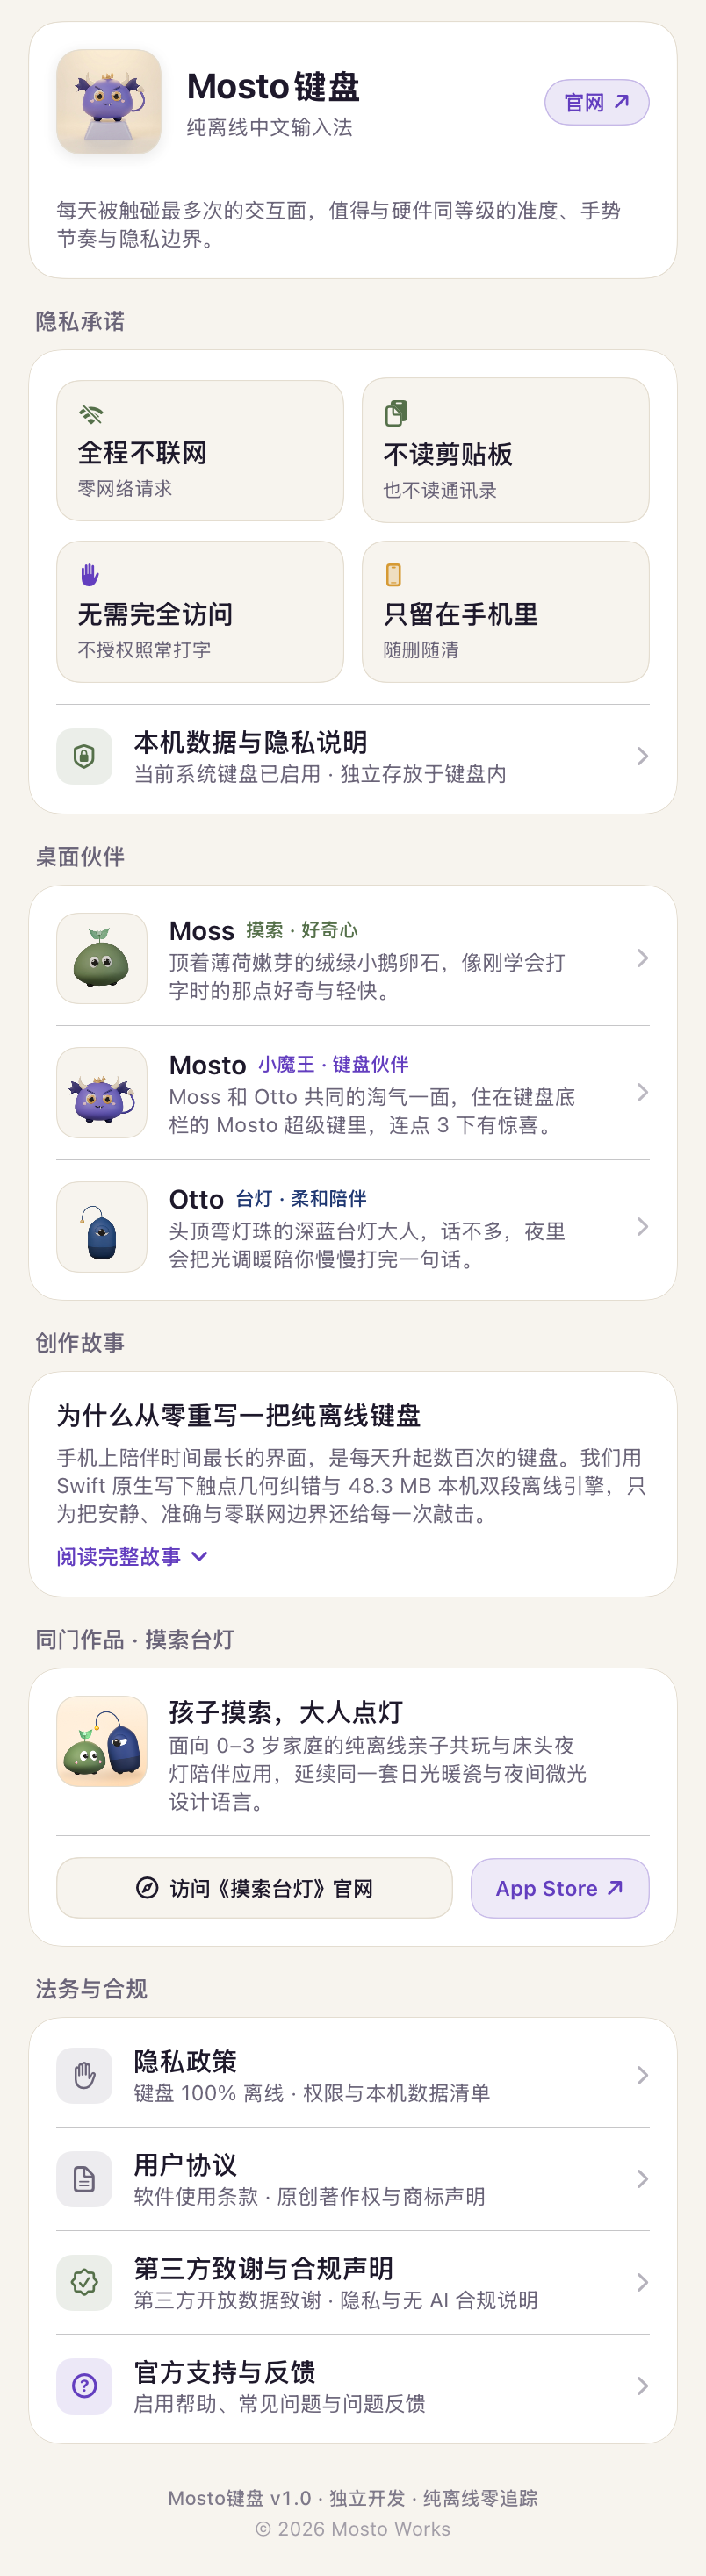 Mosto键盘
纯离线中文输入法
官网
每天被触碰最多次的交互面，值得与硬件同等级的准度、手势
节奏与隐私边界。
隐私承诺
全程不联网
零网络请求
不读剪贴板
也不读通讯录
无需完全访问
不授权照常打字
只留在手机里
随删随清
本机数据与隐私说明
当前系统键盘已启用 · 独立存放于键盘内
桌面伙伴
Moss 摸索 · 好奇心
顶着薄荷嫩芽的绒绿小鹅卵石，像刚学会打
字时的那点好奇与轻快。
Mosto 小魔王 · 键盘伙伴
Moss 和 Otto 共同的淘气一面，住在键盘底
栏的 Mosto 超级键里，连点 3 下有惊喜。
Otto 台灯 · 柔和陪伴
头顶弯灯珠的深蓝台灯大人，话不多，夜里
会把光调暖陪你慢慢打完一句话。
创作故事
为什么从零重写一把纯离线键盘
手机上陪伴时间最长的界面，是每天升起数百次的键盘。我们用
Swift 原生写下触点几何纠错与 48.3 MB 本机双段离线引擎，只
为把安静、准确与零联网边界还给每一次敲击。
阅读完整故事
同门作品 · 摸索台灯
孩子摸索，大人点灯
面向 0–3 岁家庭的纯离线亲子共玩与床头夜
灯陪伴应用，延续同一套日光暖瓷与夜间微光
设计语言。
访问《摸索台灯》官网
App Store
法务与合规
隐私政策
键盘 100% 离线 · 权限与本机数据清单
用户协议
软件使用条款 · 原创著作权与商标声明
第三方致谢与合规声明
第三方开放数据致谢 · 隐私与无 AI 合规说明
官方支持与反馈
启用帮助、常见问题与问题反馈
Mosto键盘 v1.0 · 独立开发 · 纯离线零追踪
© 2026 Mosto Works